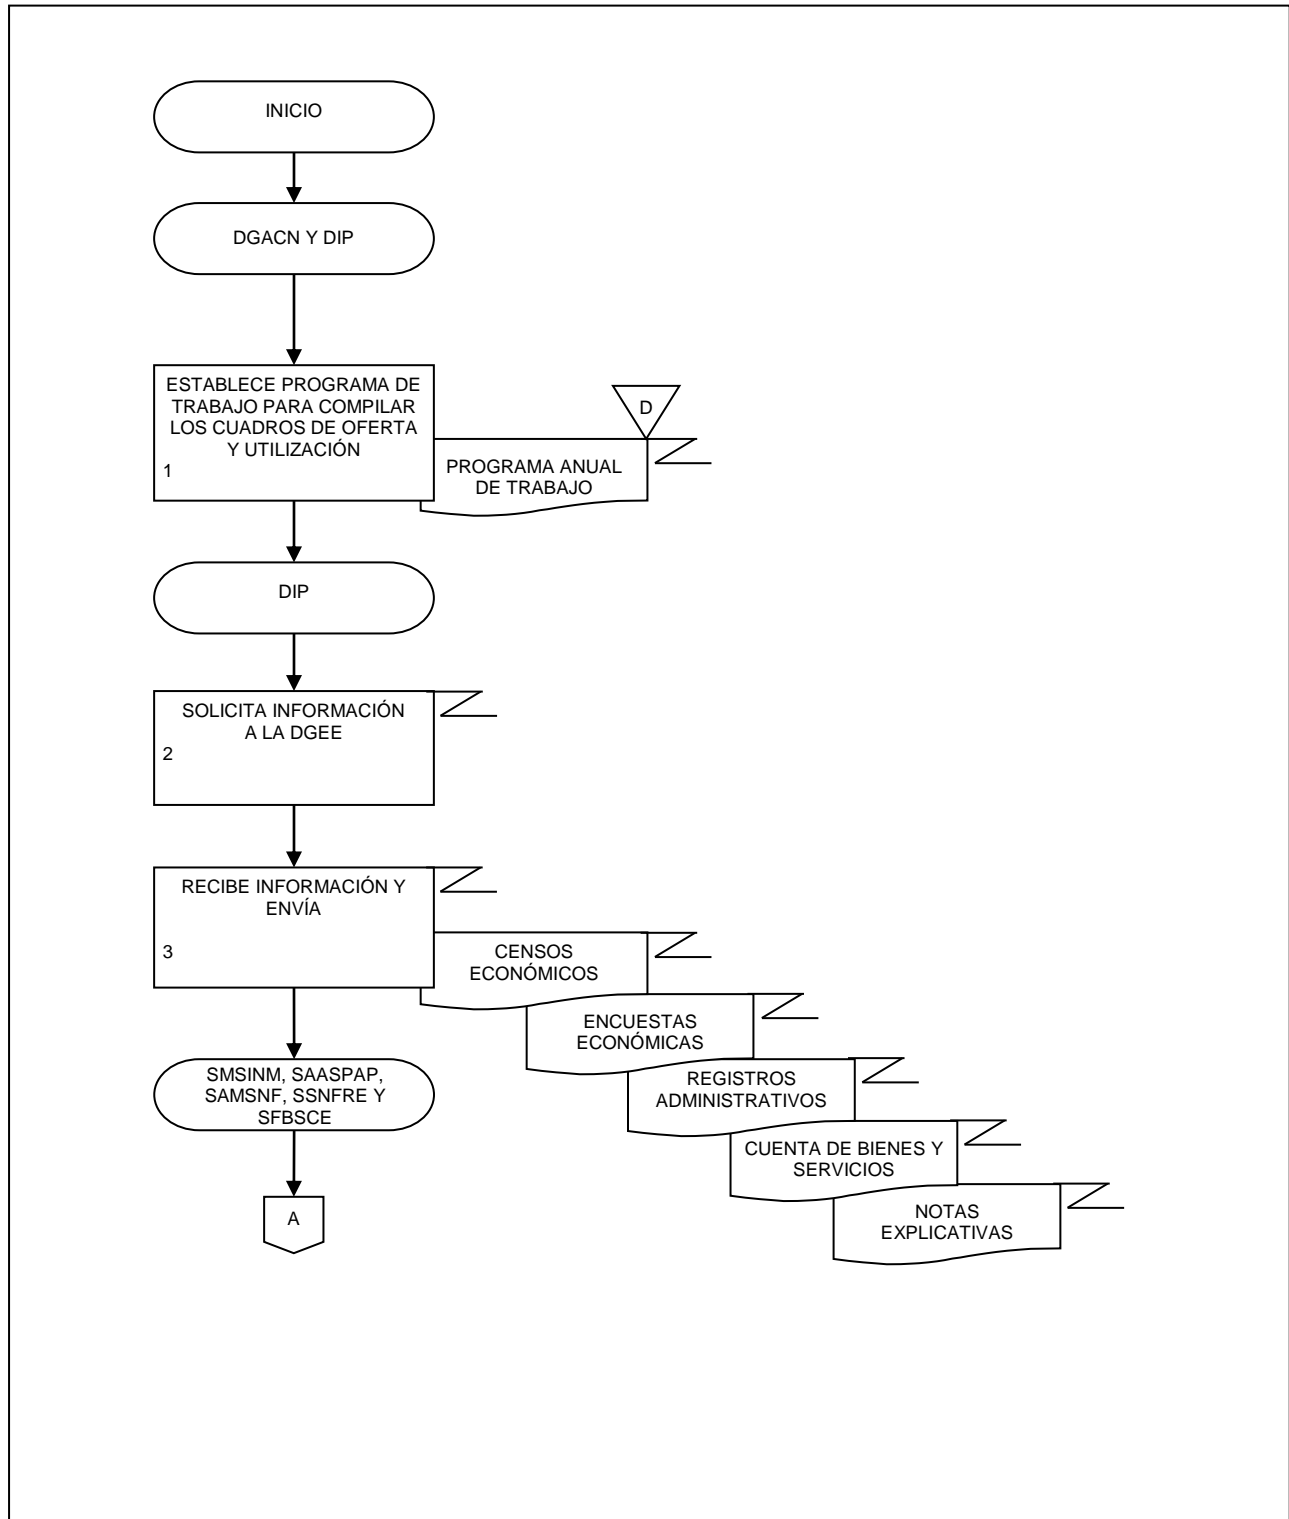 INICIO
DGACN Y DIP
ESTABLECE PROGRAMA DE
TRABAJO PARA COMPILAR
LOS CUADROS DE OFERTA
Y UTILIZACIÓN
1
D
PROGRAMA ANUAL
DE TRABAJO
DIP
SOLICITA INFORMACIÓN
A LA DGEE
2
RECIBE INFORMACIÓN Y
ENVÍA
3
CENSOS
ECONÓMICOS
ENCUESTAS
ECONÓMICAS
REGISTROS
ADMINISTRATIVOS
CUENTA DE BIENES Y
SERVICIOS
NOTAS
EXPLICATIVAS
SMSINM, SAASPAP,
SAMSNF, SSNFRE Y
SFBSCE
A